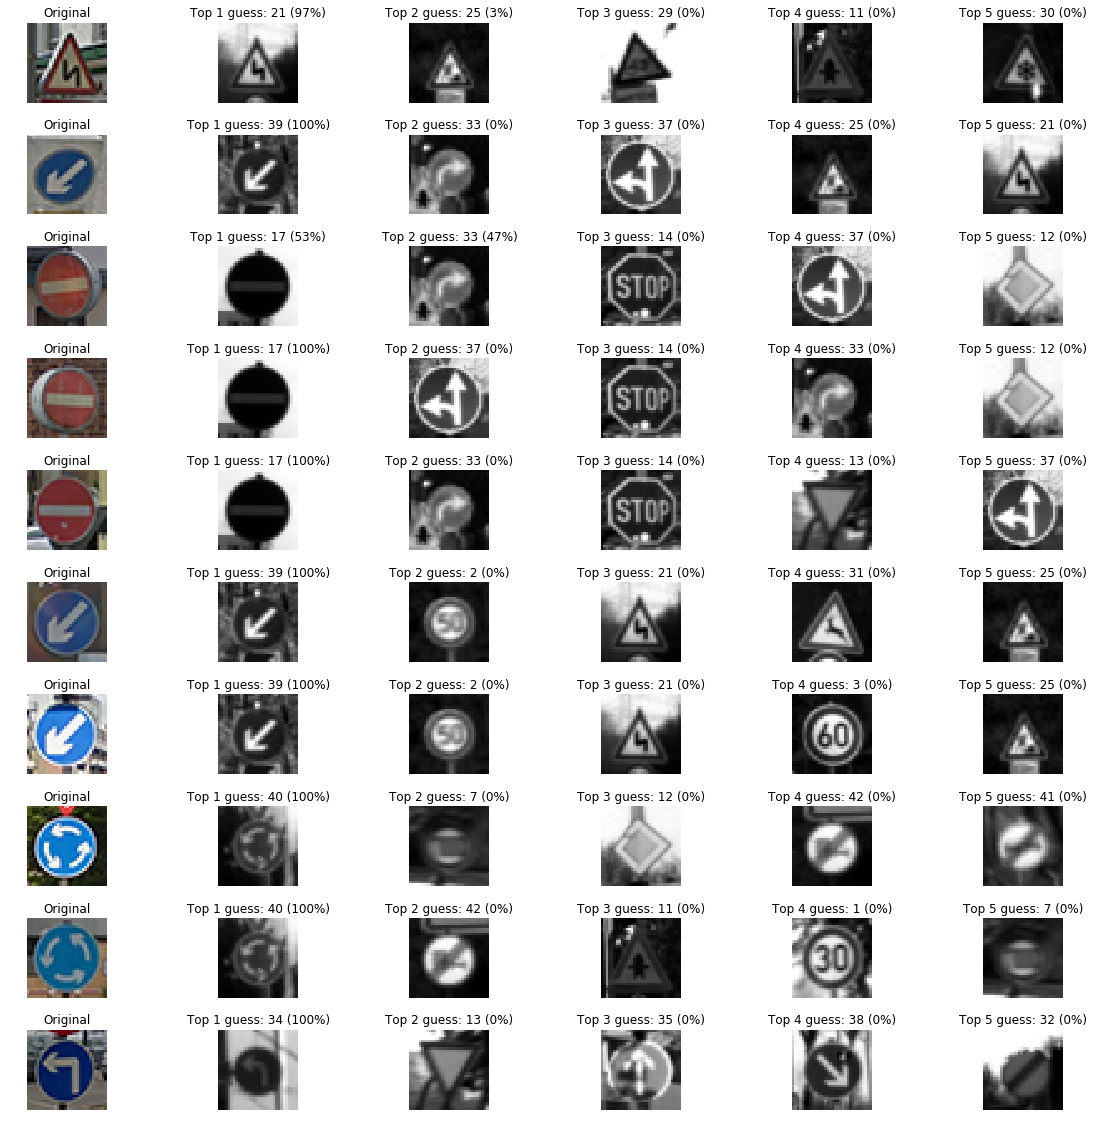 Original Top 1 guess: 21 (97%) Top 2 guess: 25 (3%) Top 3 guess: 29 (0%) Top 4 guess: 11 (0%) Top 5 guess: 30 (0%)
Original Top 1 guess: 39 (100%) Top 2 guess: 33 (0%) Top 3 guess: 37 (0%) Top 4 guess: 25 (0%) Top 5 guess: 21 (0%)
Original Top 1 guess: 17 (53%) Top 2 guess: 33 (47%) Top 3 guess: 14 (0%) Top 4 guess: 37 (0%) Top 5 guess: 12 (0%)
STOP
Original Top 1 guess: 17 (100%) Top 2 guess: 37 (0%) Top 3 guess: 14 (0%) Top 4 guess: 33 (0%) Top 5 guess: 12 (0%)
STOP
Original Top 1 guess: 17 (100%) Top 2 guess: 33 (0%) Top 3 guess: 14 (0%) Top 4 guess: 13 (0%) Top 5 guess: 37 (0%)
STOP
Original Top 1 guess: 39 (100%) Top 2 guess: 2 (0%) Top 3 guess: 21 (0%) Top 4 guess: 31 (0%) Top 5 guess: 25 (0%)
50
Original Top 1 guess: 39 (100%) Top 2 guess: 2 (0%) Top 3 guess: 21 (0%) Top 4 guess: 3 (0%) Top 5 guess: 25 (0%)
50 60
Original Top 1 guess: 40 (100%) Top 2 guess: 7 (0%) Top 3 guess: 12 (0%) Top 4 guess: 42 (0%) Top 5 guess: 41 (0%)
Original Top 1 guess: 40 (100%) Top 2 guess: 42 (0%) Top 3 guess: 11 (0%) Top 4 guess: 1 (0%) Top 5 guess: 7 (0%)
30
Original Top 1 guess: 34 (100%) Top 2 guess: 13 (0%) Top 3 guess: 35 (0%) Top 4 guess: 38 (0%) Top 5 guess: 32 (0%)